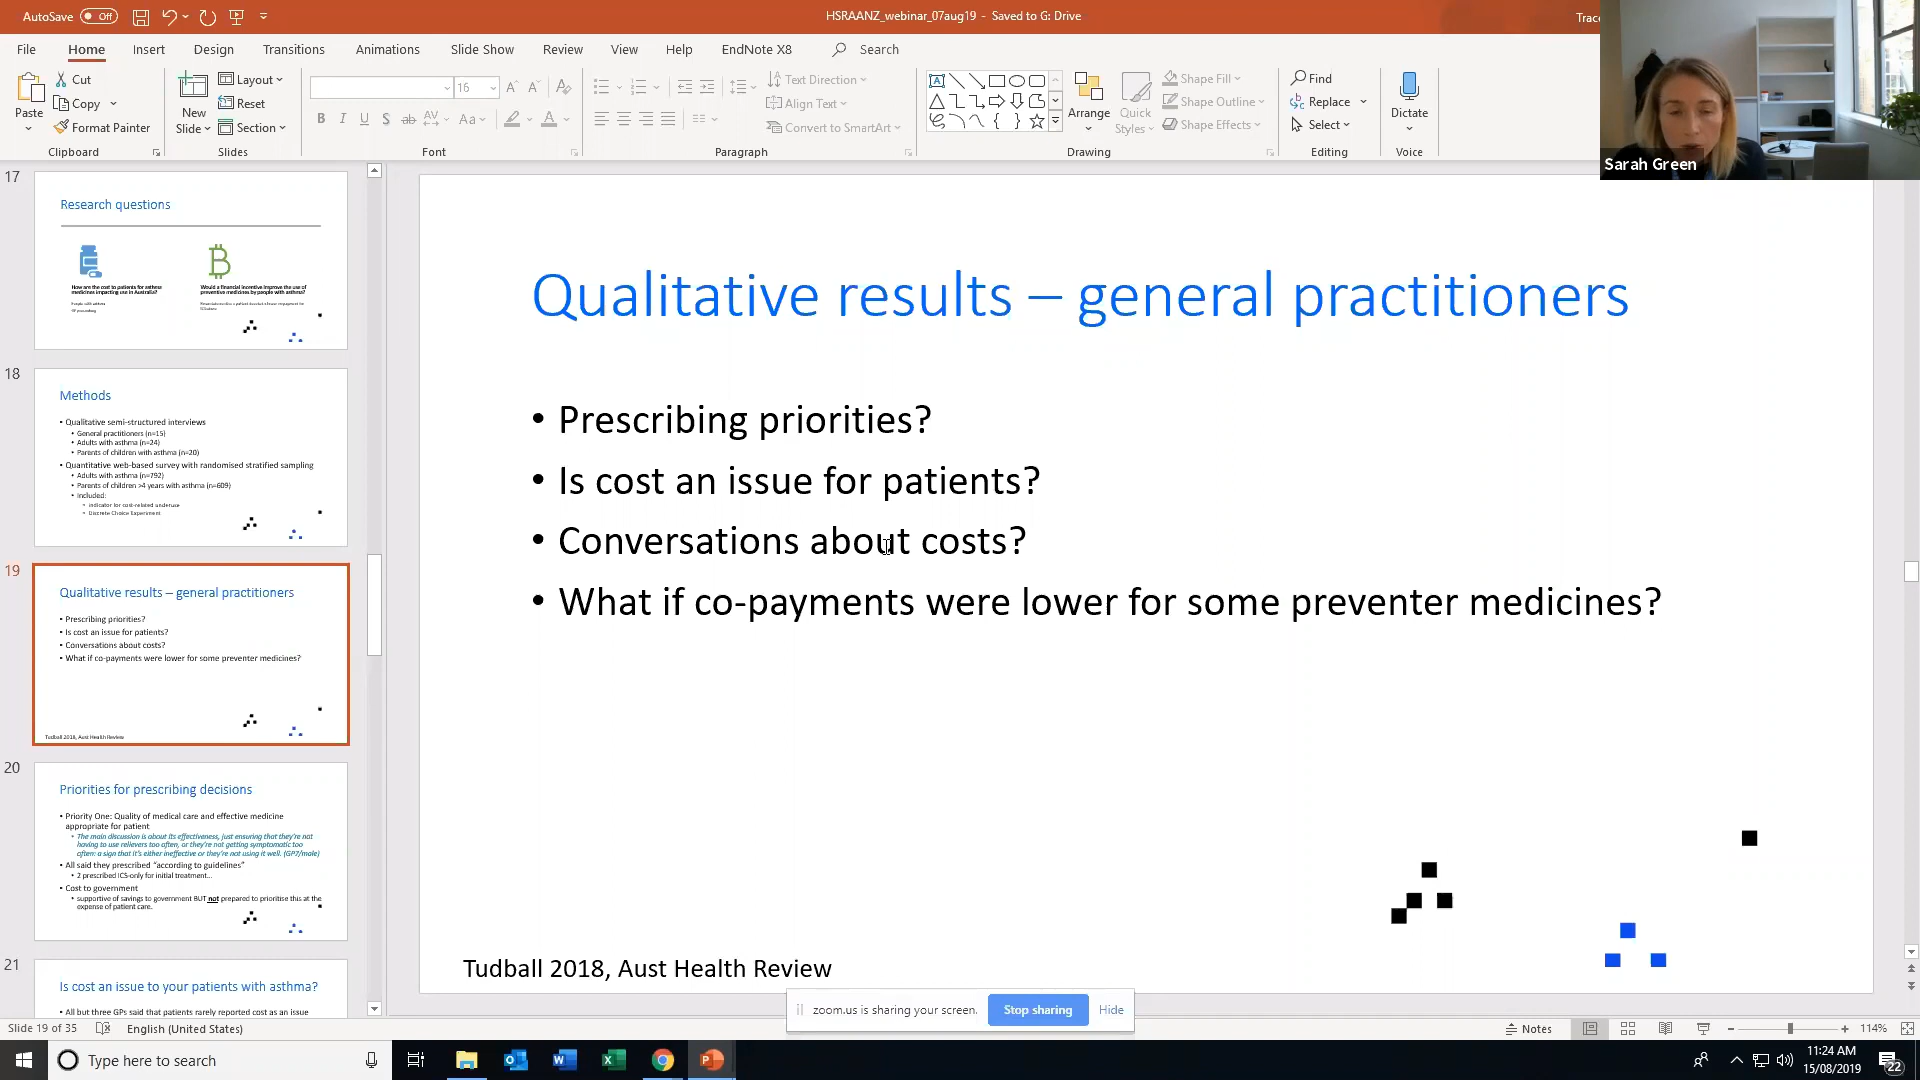 AutoSave Off
HSRAANZ_webinar_07aug19 - Saved to G: Drive
Trac
File Home Insert Design Transitions Animations Slide Show Review View Help EndNote X8 Search
Paste
Cut
Copy
Format Painter
Clipboard
New Slide
Layout
Reset
Section
Slides
16
Font
Text Direction
Align Text
Convert to SmartArt
Paragraph
Arrange
Quick Styles
Shape Fill
Shape Outline
Shape Effects
Drawing
Find
Replace
Select
Editing
Dictate
Voice
Sarah Green
17
Research questions
How are the cost to patients for asthma
medicines impacting use in Australia?
Would a financial incentive improve the use of
preventive medicines by people with asthma?
18
Methods
• Qualitative semi-structured interviews
• General practitioners (n=15)
• Adults with asthma (n=24)
• Parents of children with asthma (n=20)
• Quantitative web-based survey with randomised stratified sampling
• Adults with asthma (n=792)
• Parents of children >4 years with asthma (n=609)
• Included:
• indicator for cost-related underuse
• Discrete Choice Experiment
19
Qualitative results – general practitioners
• Prescribing priorities?
• Is cost an issue for patients?
• Conversations about costs?
• What if co-payments were lower for some preventer medicines?
Tudball 2018, Aust Health Review
20
Priorities for prescribing decisions
• Priority One: Quality of medical care and effective medicine
appropriate for patient
• The main discussion is about its effectiveness, just ensuring that they're not
having to use relievers too often, or they're not getting symptomatic too
often: a sign that it's either ineffective or they're not using it well. (GP7/male)
• All said they prescribed "according to guidelines"
• 2 prescribed ICS-only for initial treatment...
• Cost to government
• supportive of savings to government BUT not prepared to prioritise this at the
expense of patient care.
21
Is cost an issue to your patients with asthma?
• All but three GPs said that patients rarely reported cost as an issue
Qualitative results – general practitioners
• Prescribing priorities?
• Is cost an issue for patients?
• Conversations about costs?
• What if co-payments were lower for some preventer medicines?
Tudball 2018, Aust Health Review
zoom.us is sharing your screen. Stop sharing Hide
Slide 19 of 35 English (United States)
Notes
114%
Type here to search
11:24 AM
15/08/2019
22